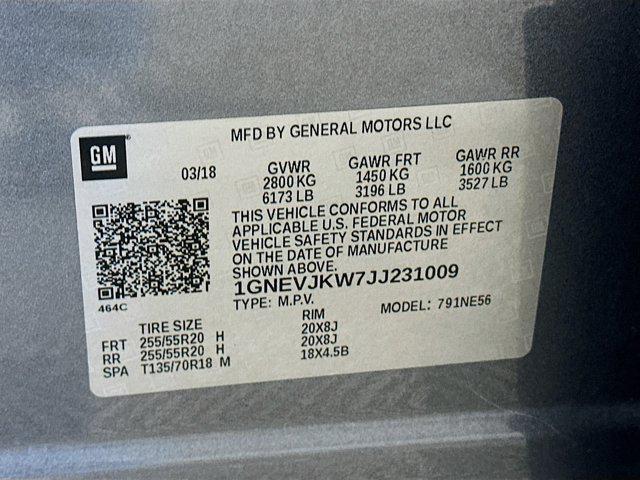 GM
MFD BY GENERAL MOTORS LLC
03/18 GVWR GAWR FRT GAWR RR
2800 KG 1450 KG 1600 KG
6173 LB 3196 LB 3527 LB
THIS VEHICLE CONFORMS TO ALL
APPLICABLE U.S. FEDERAL MOTOR
VEHICLE SAFETY STANDARDS IN EFFECT
ON THE DATE OF MANUFACTURE
SHOWN ABOVE.
1GNEVJKW7JJ231009
464C
TYPE: M.P.V. MODEL: 791NE56
TIRE SIZE RIM
FRT 255/55R20 H 20X8J
RR 255/55R20 H 20X8J
SPA T135/70R18 M 18X4.5B